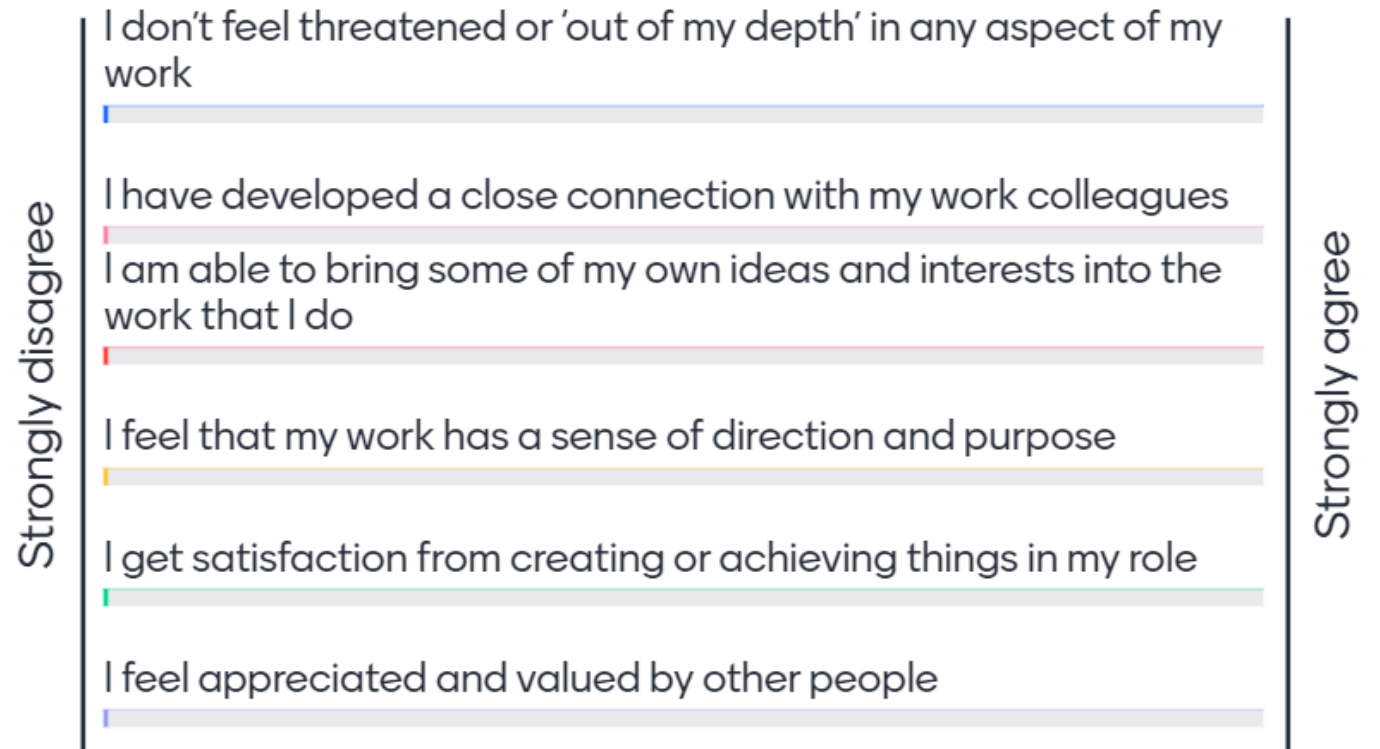 I don't feel threatened or 'out of my depth' in any aspect of my
work
I have developed a close connection with my work colleagues
I am able to bring some of my own ideas and interests into the
work that I do
I feel that my work has a sense of direction and purpose
I get satisfaction from creating or achieving things in my role
I feel appreciated and valued by other people
Strongly disagree
Strongly agree